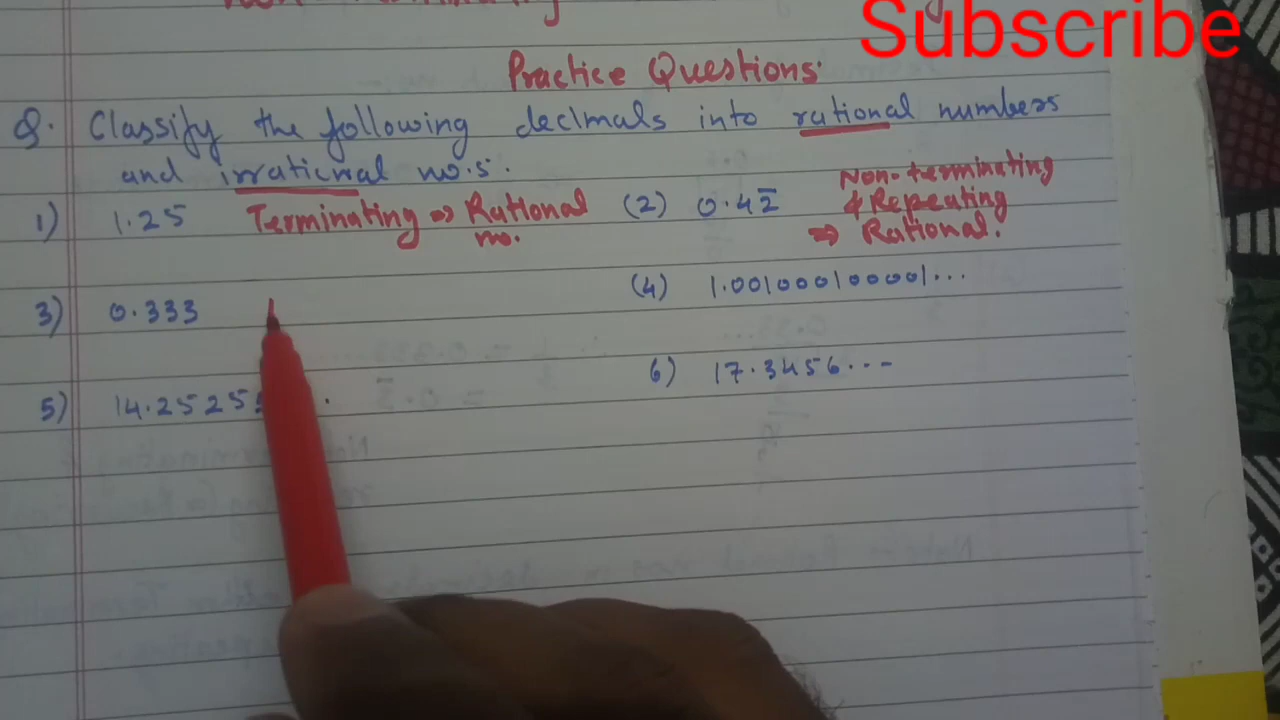 Subscribe
Practice Questions.
Q. Classify the following decimals into rational numbers
and irrational no.s.
1) 1.25 Terminating ⇒ Rational no.
(2) 0.42̅ Non-terminating & Repeating ⇒ Rational.
3) 0.333
(4) 1.001000100001...
5) 14.2525
6) 17.3456...